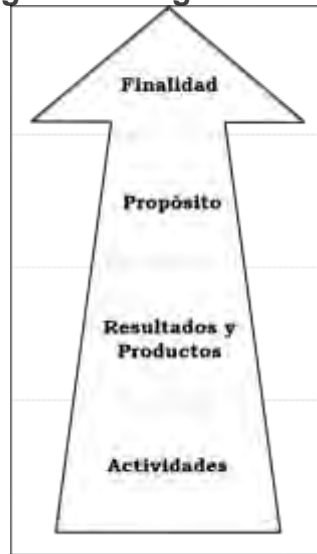 Finalidad
Propósito
Resultados y
Productos
Actividades